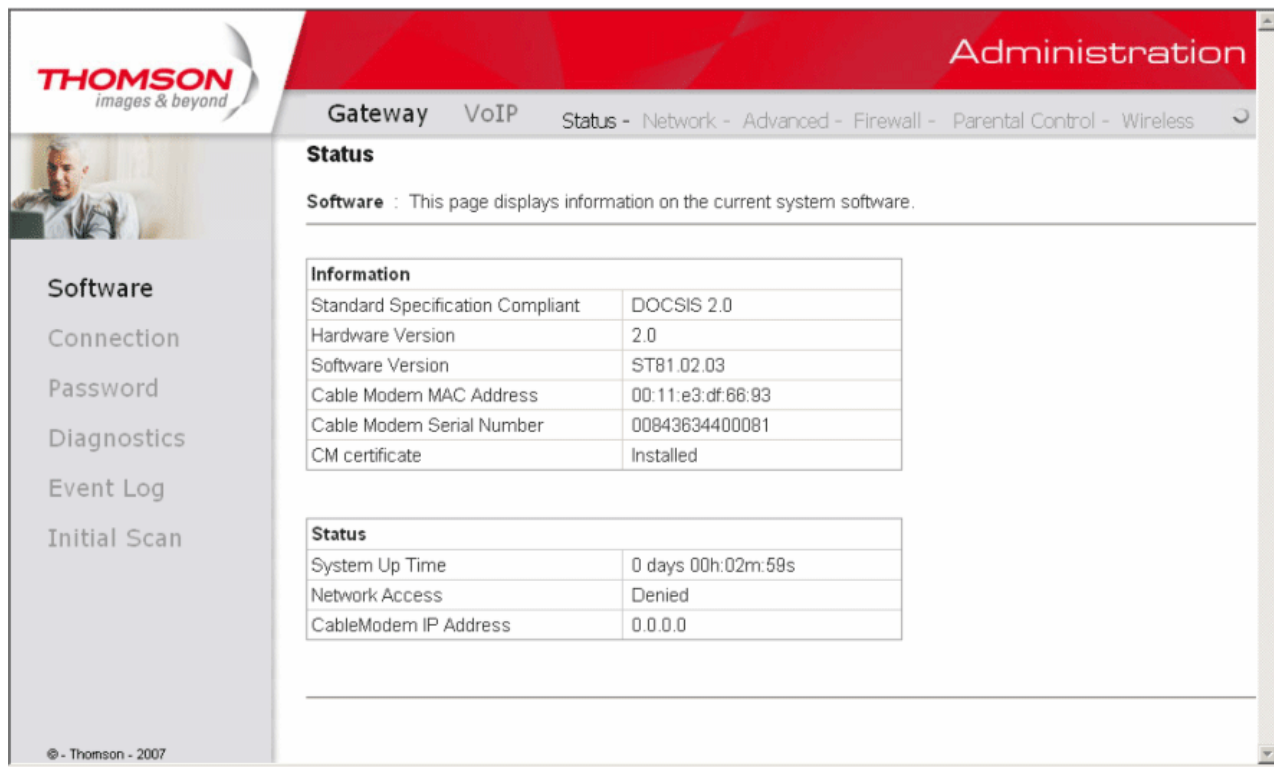 THOMSON
images & beyond
Administration
Gateway VoIP Status - Network - Advanced - Firewall - Parental Control - Wireless
Status
Software : This page displays information on the current system software.
Software
Connection
Password
Diagnostics
Event Log
Initial Scan
Information
Standard Specification Compliant DOCSIS 2.0
Hardware Version 2.0
Software Version ST81.02.03
Cable Modem MAC Address 00:11:e3:df:66:93
Cable Modem Serial Number 00843634400081
CM certificate Installed
Status
System Up Time 0 days 00h:02m:59s
Network Access Denied
CableModem IP Address 0.0.0.0
© - Thomson - 2007